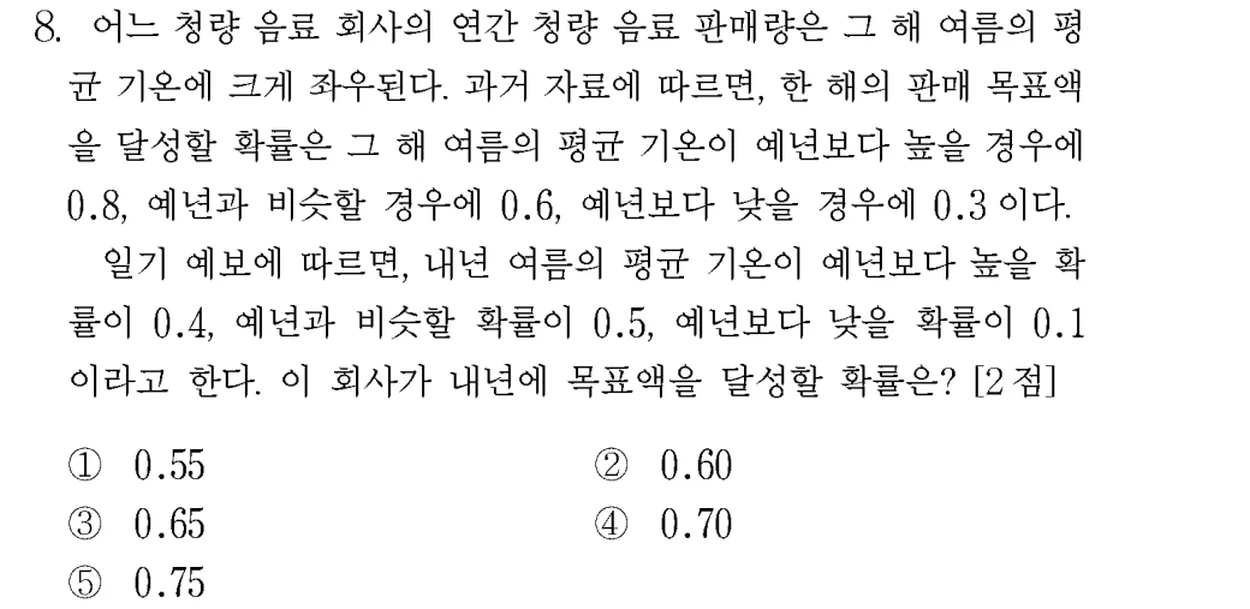 8. 어느 청량 음료 회사의 연간 청량 음료 판매량은 그 해 여름의 평
균 기온에 크게 좌우된다. 과거 자료에 따르면, 한 해의 판매 목표액
을 달성할 확률은 그 해 여름의 평균 기온이 예년보다 높을 경우에
0.8, 예년과 비슷할 경우에 0.6, 예년보다 낮을 경우에 0.3 이다.
일기 예보에 따르면, 내년 여름의 평균 기온이 예년보다 높을 확
률이 0.4, 예년과 비슷할 확률이 0.5, 예년보다 낮을 확률이 0.1
이라고 한다. 이 회사가 내년에 목표액을 달성할 확률은? [2 점]
① 0.55 ② 0.60
③ 0.65 ④ 0.70
⑤ 0.75